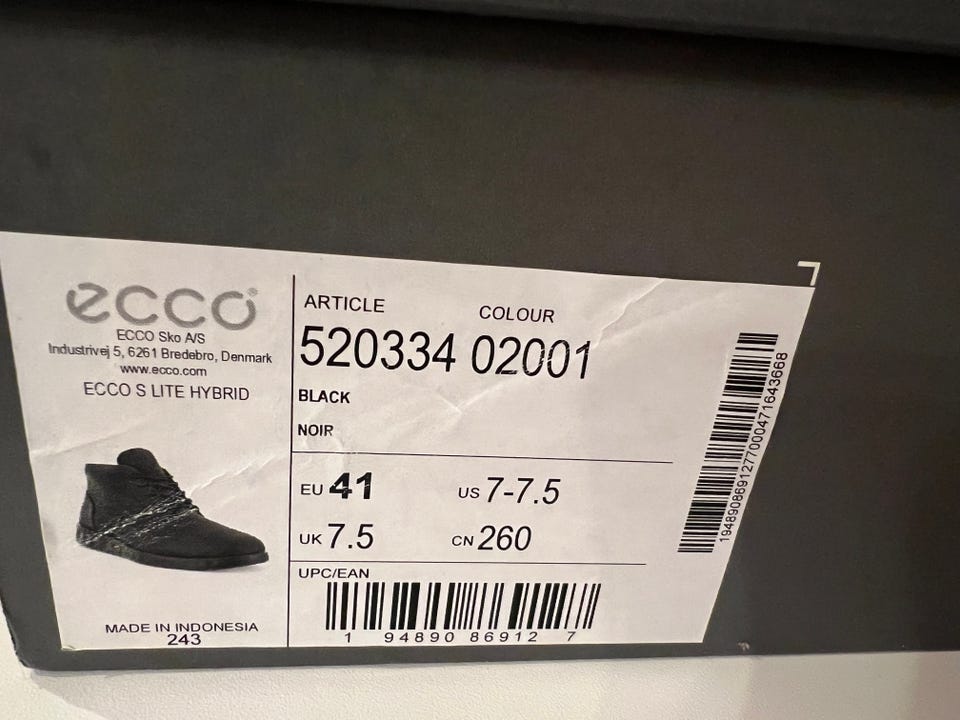 ecco®
ECCO Sko A/S
Industrivej 5, 6261 Bredebro, Denmark
www.ecco.com
ECCO S LITE HYBRID
MADE IN INDONESIA
243
ARTICLE COLOUR
520334 02001
BLACK
NOIR
EU 41 US 7-7.5
UK 7.5 CN 260
UPC/EAN
1 94890 86912 7
1948908691277000471643668